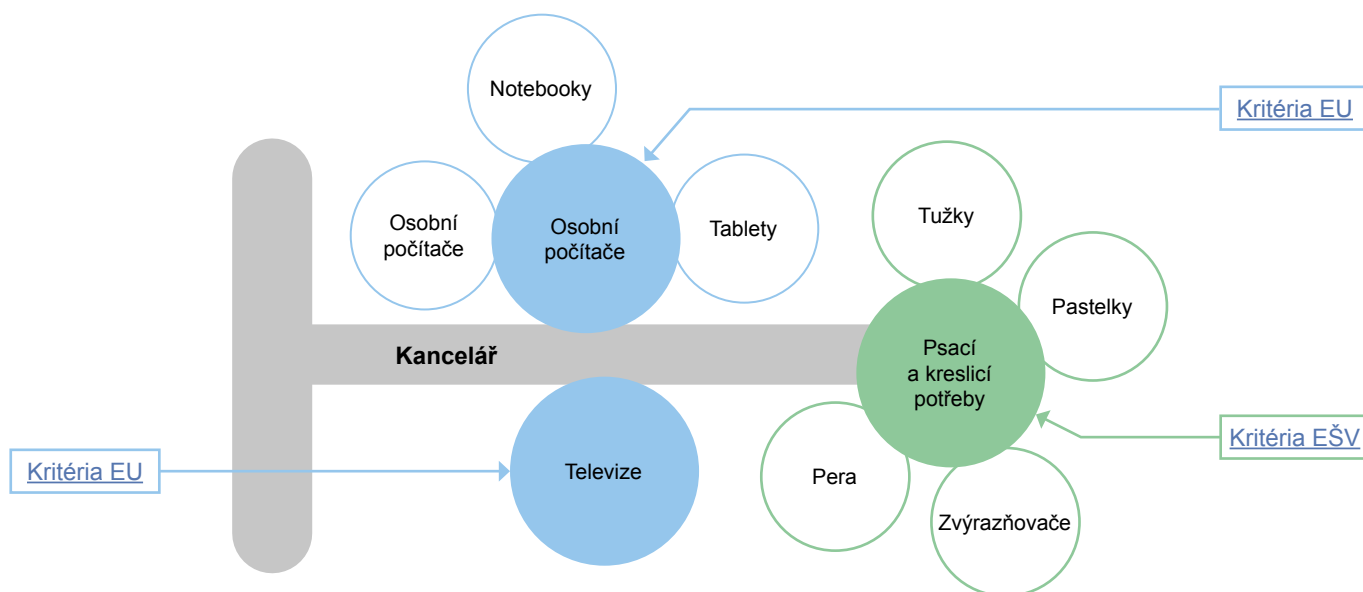 Notebooky
Kritéria EU
Osobní
počítače
Osobní
počítače
Tablety
Tužky
Pastelky
Kancelář
Psací
a kreslicí
potřeby
Kritéria EŠV
Kritéria EU
Televize
Pera
Zvýrazňovače